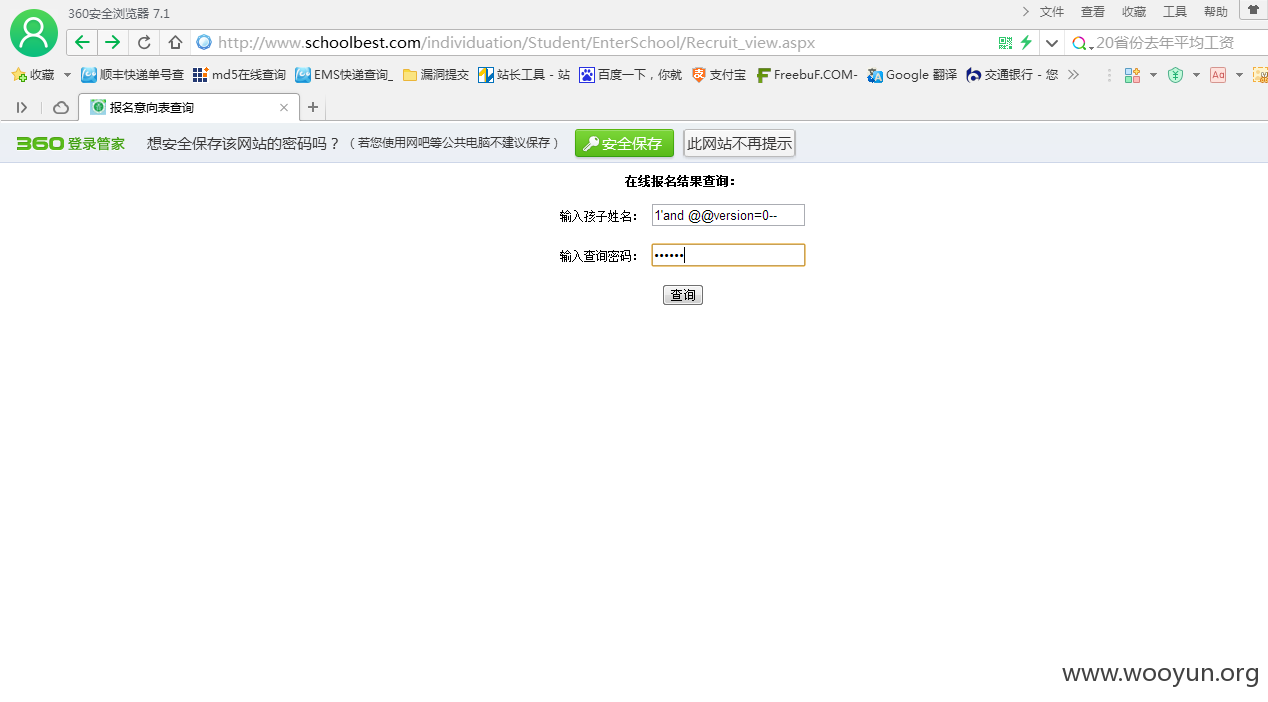 360安全浏览器 7.1
文件 查看 收藏 工具 帮助
http://www.schoolbest.com/individuation/Student/EnterSchool/Recruit_view.aspx
20省份去年平均工资
收藏 顺丰快递单号查 md5在线查询 EMS快递查询_ 漏洞提交 站长工具 - 站 百度一下，你就 支付宝 FreebuF.COM- Google 翻译 交通银行 - 您
报名意向表查询
360 登录管家 想安全保存该网站的密码吗？（若您使用网吧等公共电脑不建议保存） 安全保存 此网站不再提示
在线报名结果查询：
输入孩子姓名： 1'and @@version=0--
输入查询密码： ••••••
查询
www.wooyun.org